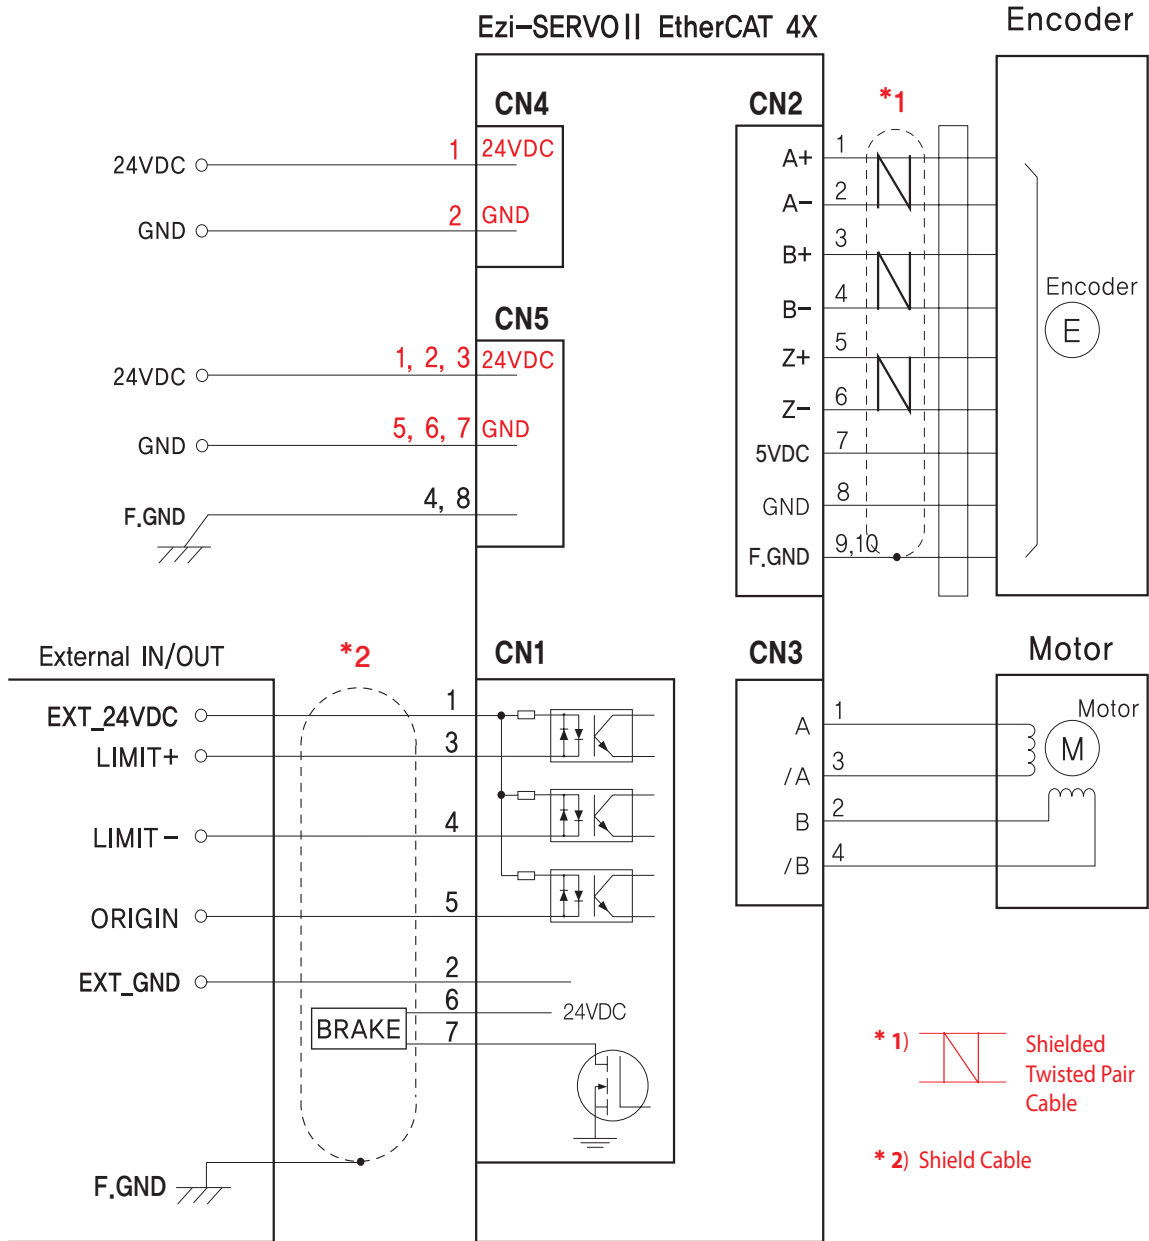 Ezi-SERVO II EtherCAT 4X
Encoder
CN4
1 24VDC
24VDC
2 GND
GND
CN5
1, 2, 3 24VDC
24VDC
5, 6, 7 GND
GND
4, 8
F.GND
CN2
*1
A+ 1
A- 2
B+ 3
B- 4
Z+ 5
Z- 6
5VDC 7
GND 8
F.GND 9,10
Encoder
E
External IN/OUT
*2
CN1
EXT_24VDC 1
LIMIT+ 3
LIMIT- 4
ORIGIN 5
EXT_GND 2
6 24VDC
BRAKE
7
F.GND
CN3
Motor
A 1
/A 3
B 2
/B 4
Motor
M
* 1) Shielded
Twisted Pair
Cable
* 2) Shield Cable